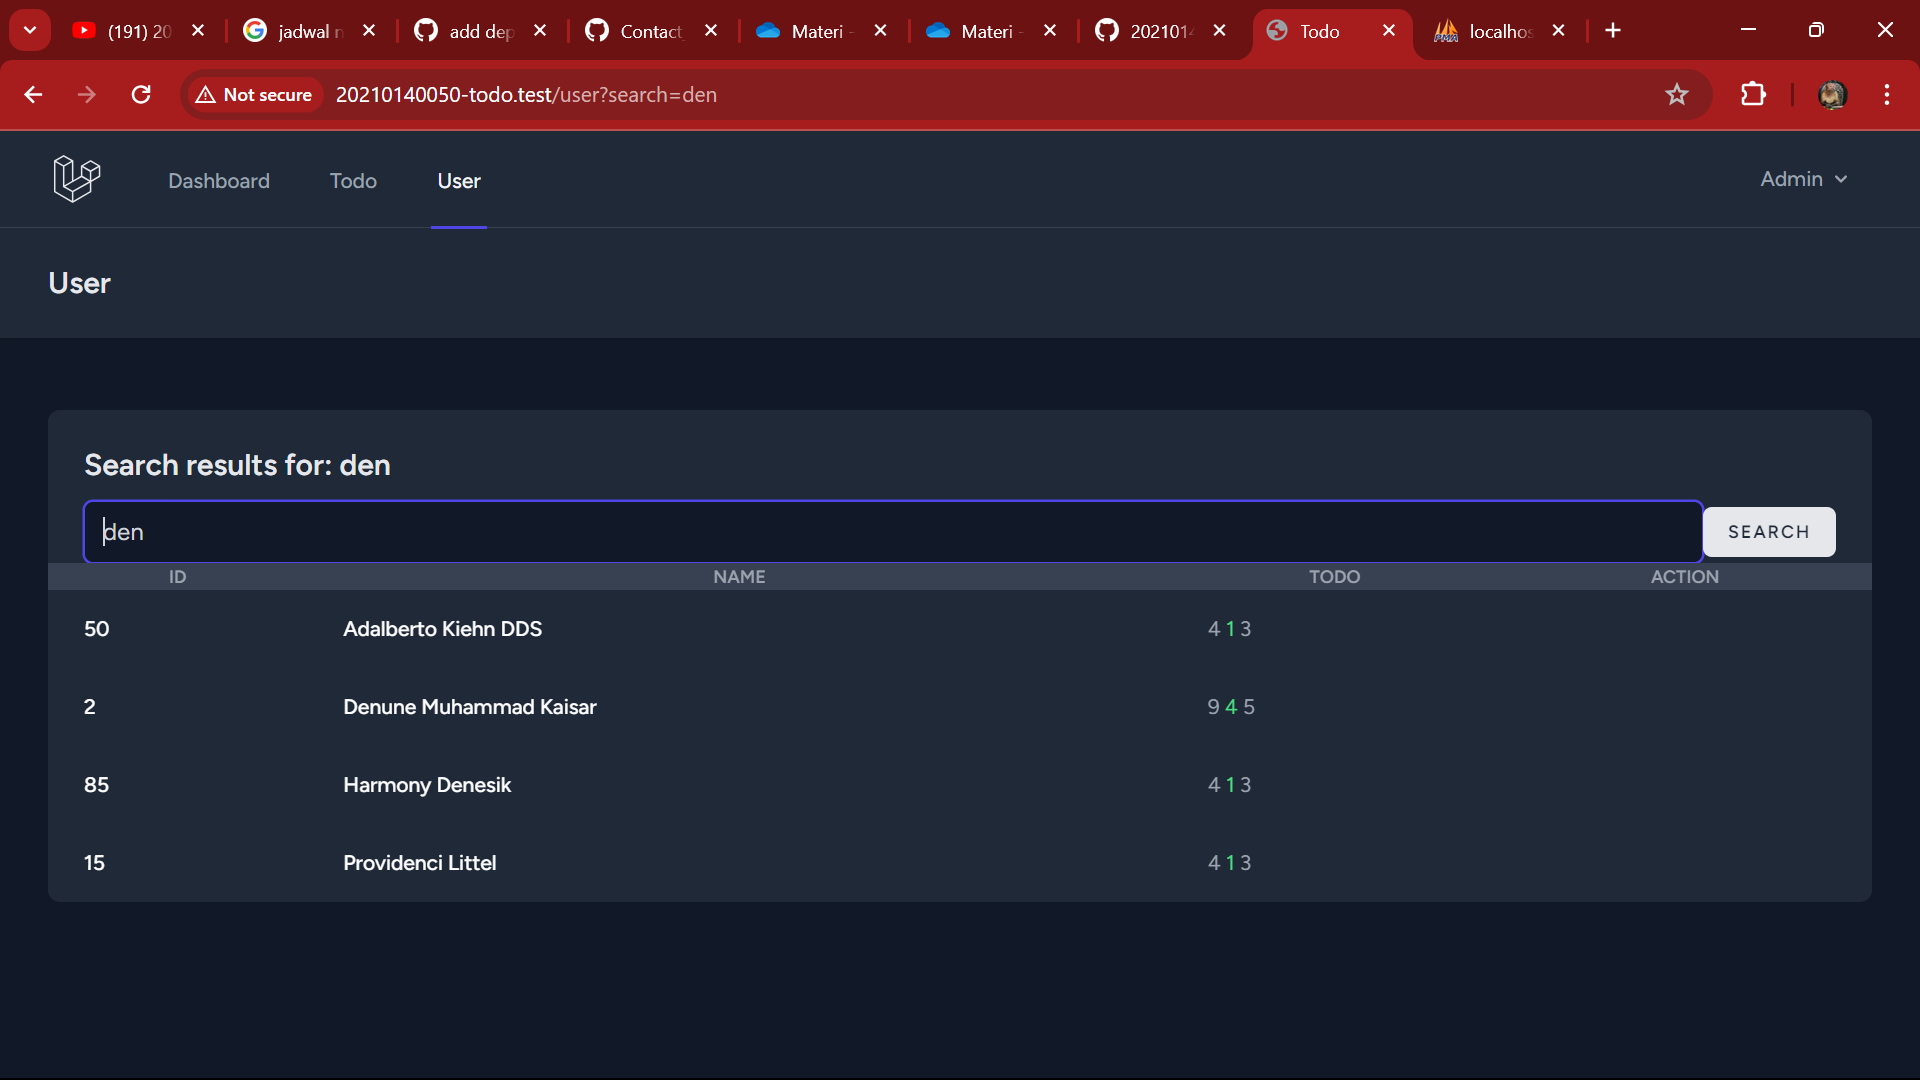 (191) 20 jadwal add dep Contact Materi - Materi - 202101 Todo localhos
Not secure 20210140050-todo.test/user?search=den
Dashboard Todo User Admin
User
Search results for: den
den SEARCH
ID NAME TODO ACTION
50 Adalberto Kiehn DDS 4 1 3
2 Denune Muhammad Kaisar 9 4 5
85 Harmony Denesik 4 1 3
15 Providenci Littel 4 1 3